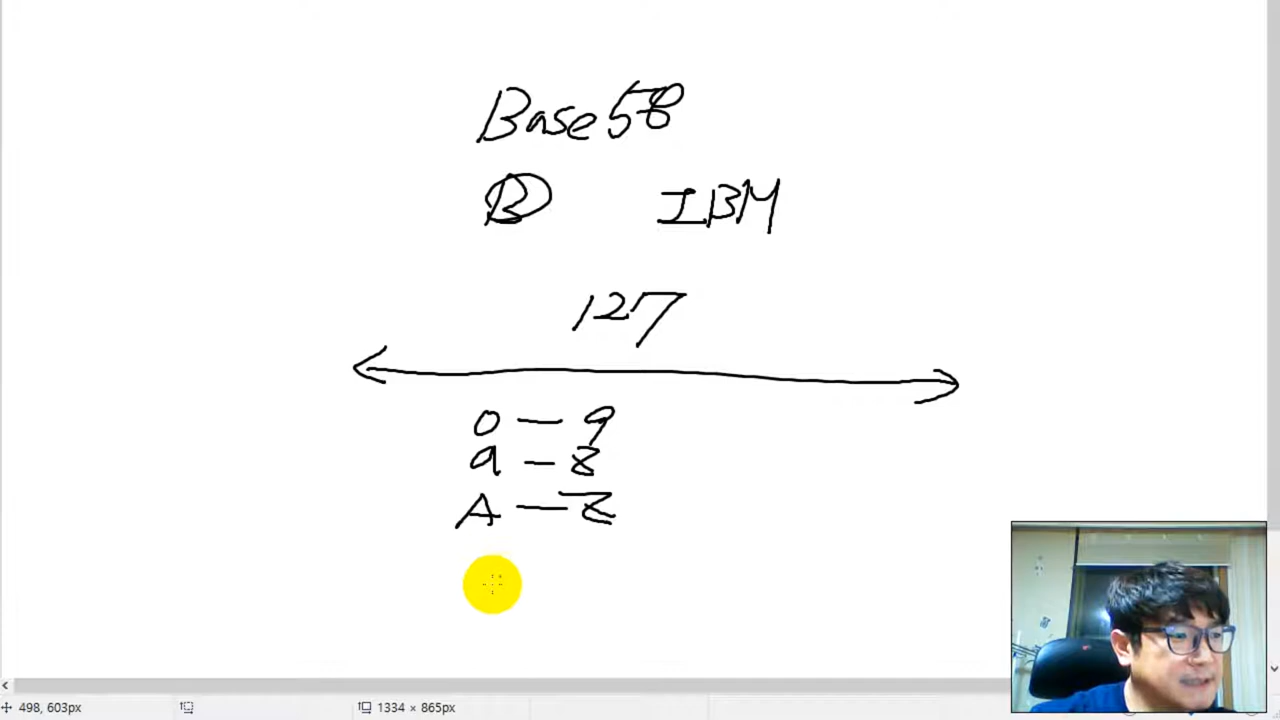 Base58
B IBM
127
0 — 9
a — z
A — Z
498, 603px 1334 × 865px